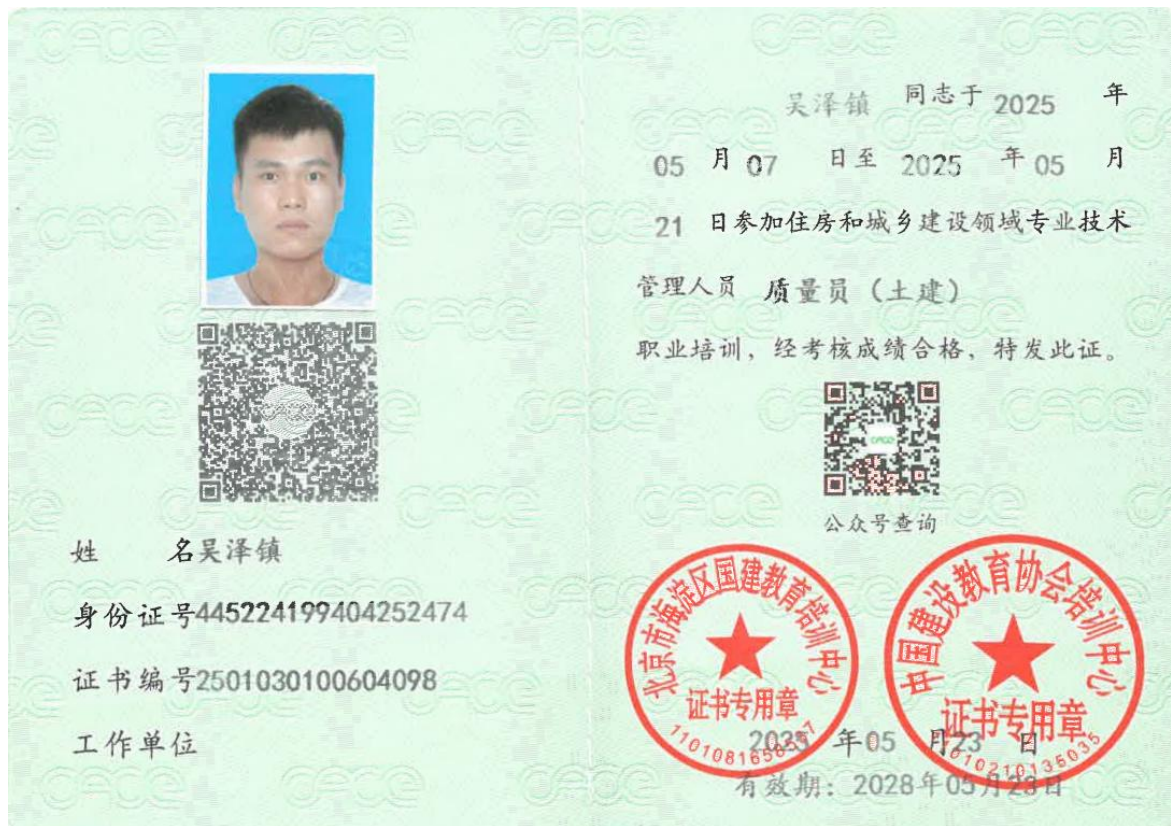 姓 名吴泽镇
身份证号445224199404252474
证书编号2501030100604098
工作单位
吴泽镇 同志于 2025 年
05 月 07 日至 2025 年 05 月
21 日参加住房和城乡建设领域专业技术
管理人员 质量员（土建）
职业培训，经考核成绩合格，特发此证。
公众号查询
北京市海淀区国建教育培训中心
证书专用章
中国建设教育协会培训中心
证书专用章
2025 年05 月23 日
有效期：2028年05月23日